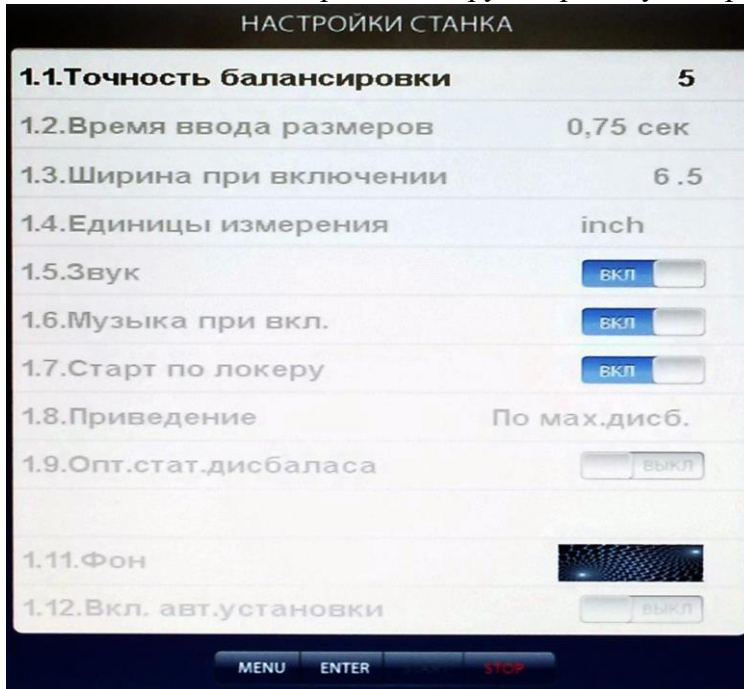 НАСТРОЙКИ СТАНКА
1.1.Точность балансировки 5
1.2.Время ввода размеров 0,75 сек
1.3.Ширина при включении 6.5
1.4.Единицы измерения inch
1.5.Звук ВКЛ
1.6.Музыка при вкл. ВКЛ
1.7.Старт по локеру ВКЛ
1.8.Приведение По мах.дисб.
1.9.Опт.стат.дисбаласа ВЫКЛ
1.11.Фон
1.12.Вкл. авт.установки ВЫКЛ
MENU ENTER START STOP